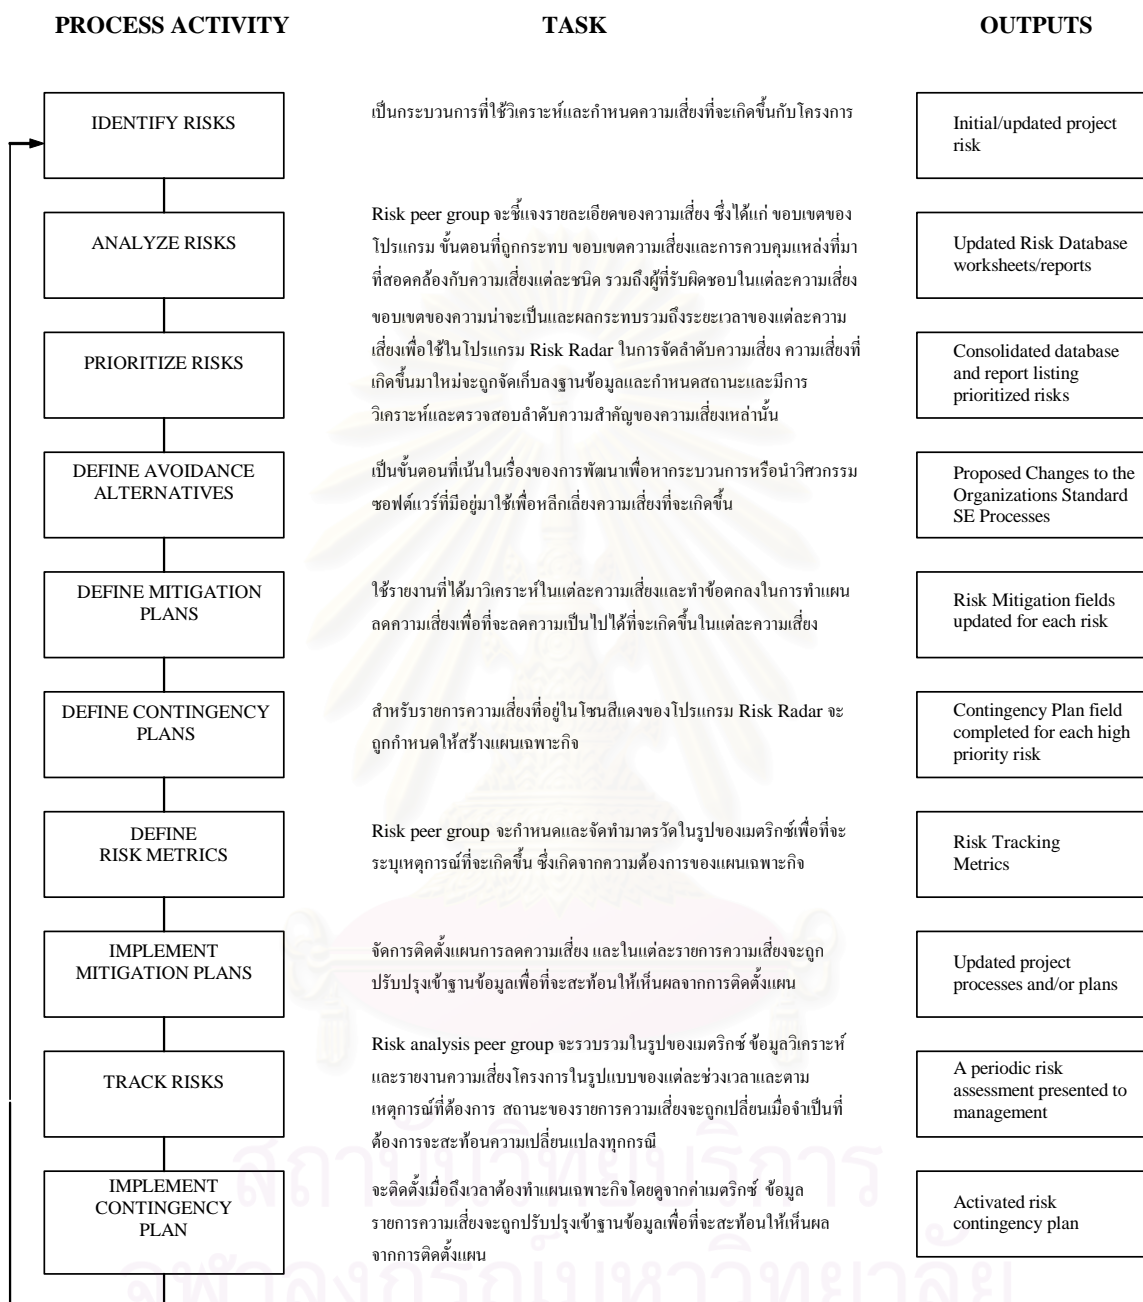 PROCESS ACTIVITY
TASK
OUTPUTS
IDENTIFY RISKS
เป็นกระบวนการที่ใช้วิเคราะห์และกำหนดความเสี่ยงที่จะเกิดขึ้นกับโครงการ
Initial/updated project
risk
ANALYZE RISKS
Risk peer group จะชี้แจงรายละเอียดของความเสี่ยง ซึ่งได้แก่ ขอบเขตของ
โปรแกรม ขั้นตอนที่ถูกกระทบ ขอบเขตความเสี่ยงและการควบคุมแหล่งที่มา
ที่สอดคล้องกับความเสี่ยงแต่ละชนิด รวมถึงผู้ที่รับผิดชอบในแต่ละความเสี่ยง
Updated Risk Database
worksheets/reports
PRIORITIZE RISKS
ขอบเขตของความน่าจะเป็นและผลกระทบรวมถึงระยะเวลาของแต่ละความ
เสี่ยงเพื่อใช้ในโปรแกรม Risk Radar ในการจัดลำดับความเสี่ยง ความเสี่ยงที่
เกิดขึ้นมาใหม่จะถูกจัดเก็บลงฐานข้อมูลและกำหนดสถานะและมีการ
วิเคราะห์และตรวจสอบลำดับความสำคัญของความเสี่ยงเหล่านั้น
Consolidated database
and report listing
prioritized risks
DEFINE AVOIDANCE
ALTERNATIVES
เป็นขั้นตอนที่เน้นในเรื่องของการพัฒนาเพื่อหากระบวนการหรือนำวิศวกรรม
ซอฟต์แวร์ที่มีอยู่มาใช้เพื่อหลีกเลี่ยงความเสี่ยงที่จะเกิดขึ้น
Proposed Changes to the
Organizations Standard
SE Processes
DEFINE MITIGATION
PLANS
ใช้รายงานที่ได้มาวิเคราะห์ในแต่ละความเสี่ยงและทำข้อตกลงในการทำแผน
ลดความเสี่ยงเพื่อที่จะลดความเป็นไปได้ที่จะเกิดขึ้นในแต่ละความเสี่ยง
Risk Mitigation fields
updated for each risk
DEFINE CONTINGENCY
PLANS
สำหรับรายการความเสี่ยงที่อยู่ในโซนสีแดงของโปรแกรม Risk Radar จะ
ถูกกำหนดให้สร้างแผนเฉพาะกิจ
Contingency Plan field
completed for each high
priority risk
DEFINE
RISK METRICS
Risk peer group จะกำหนดและจัดทำมาตรวัดในรูปของเมตริกซ์เพื่อที่จะ
ระบุเหตุการณ์ที่จะเกิดขึ้น ซึ่งเกิดจากความต้องการของแผนเฉพาะกิจ
Risk Tracking
Metrics
IMPLEMENT
MITIGATION PLANS
จัดการติดตั้งแผนการลดความเสี่ยง และในแต่ละรายการความเสี่ยงจะถูก
ปรับปรุงเข้าฐานข้อมูลเพื่อที่จะสะท้อนให้เห็นผลจากการติดตั้งแผน
Updated project
processes and/or plans
TRACK RISKS
Risk analysis peer group จะรวบรวมในรูปของเมตริกซ์ ข้อมูลวิเคราะห์
และรายงานความเสี่ยงโครงการในรูปแบบของแต่ละช่วงเวลาและตาม
เหตุการณ์ที่ต้องการ สถานะของรายการความเสี่ยงจะถูกเปลี่ยนเมื่อจำเป็นที่
ต้องการจะสะท้อนความเปลี่ยนแปลงทุกกรณี
A periodic risk
assessment presented to
management
IMPLEMENT
CONTINGENCY
PLAN
จะติดตั้งเมื่อถึงเวลาต้องทำแผนเฉพาะกิจโดยดูจากค่าเมตริกซ์ ข้อมูล
รายการความเสี่ยงจะถูกปรับปรุงเข้าฐานข้อมูลเพื่อที่จะสะท้อนให้เห็นผล
จากการติดตั้งแผน
Activated risk
contingency plan
สถาบันวิทยบริการ
จุฬาลงกรณ์มหาวิทยาลัย